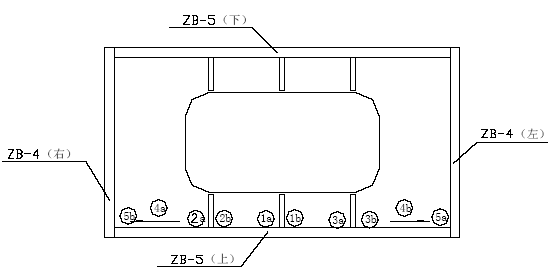 ZB-5（下）
ZB-4（左）
ZB-4（右）
5b 4a 2a 2b 1a 1b 3a 3b 4b 5a
ZB-5（上）